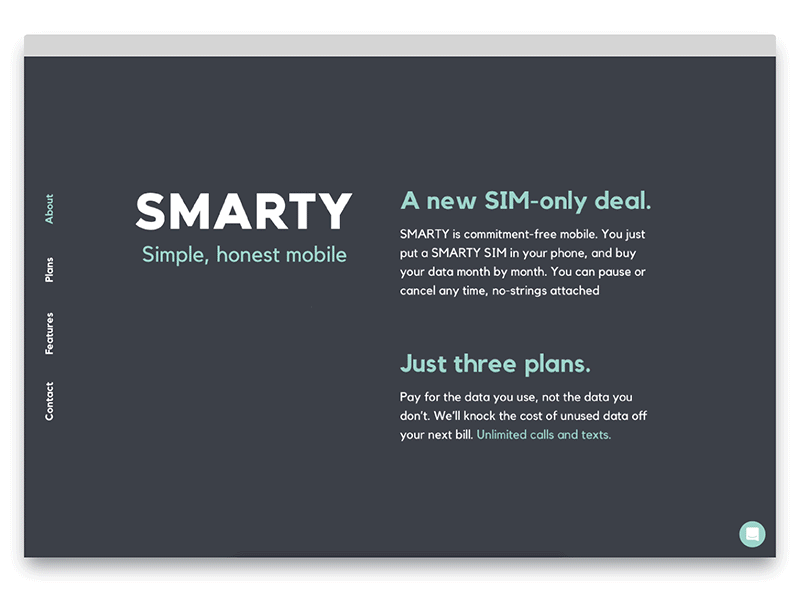 About
Plans
Features
Contact
SMARTY
Simple, honest mobile
A new SIM-only deal.
SMARTY is commitment-free mobile. You just
put a SMARTY SIM in your phone, and buy
your data month by month. You can pause or
cancel any time, no-strings attached
Just three plans.
Pay for the data you use, not the data you
don't. We'll knock the cost of unused data off
your next bill. Unlimited calls and texts.